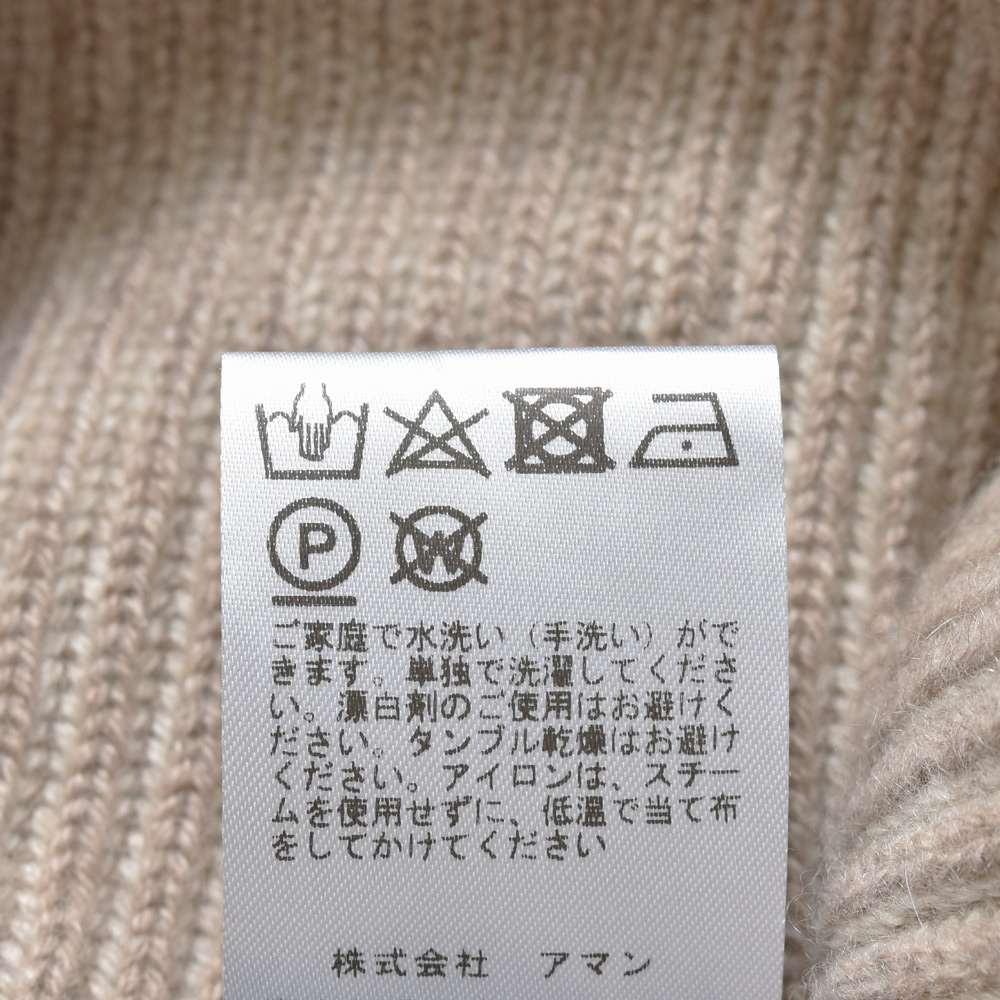 P W
ご家庭で水洗い（手洗い）がで
きます。単独で洗濯してくださ
い。漂白剤のご使用はお避けく
ださい。タンブル乾燥はお避け
ください。アイロンは、スチー
ムを使用せずに、低温で当て布
をしてかけてください
株式会社　アマン